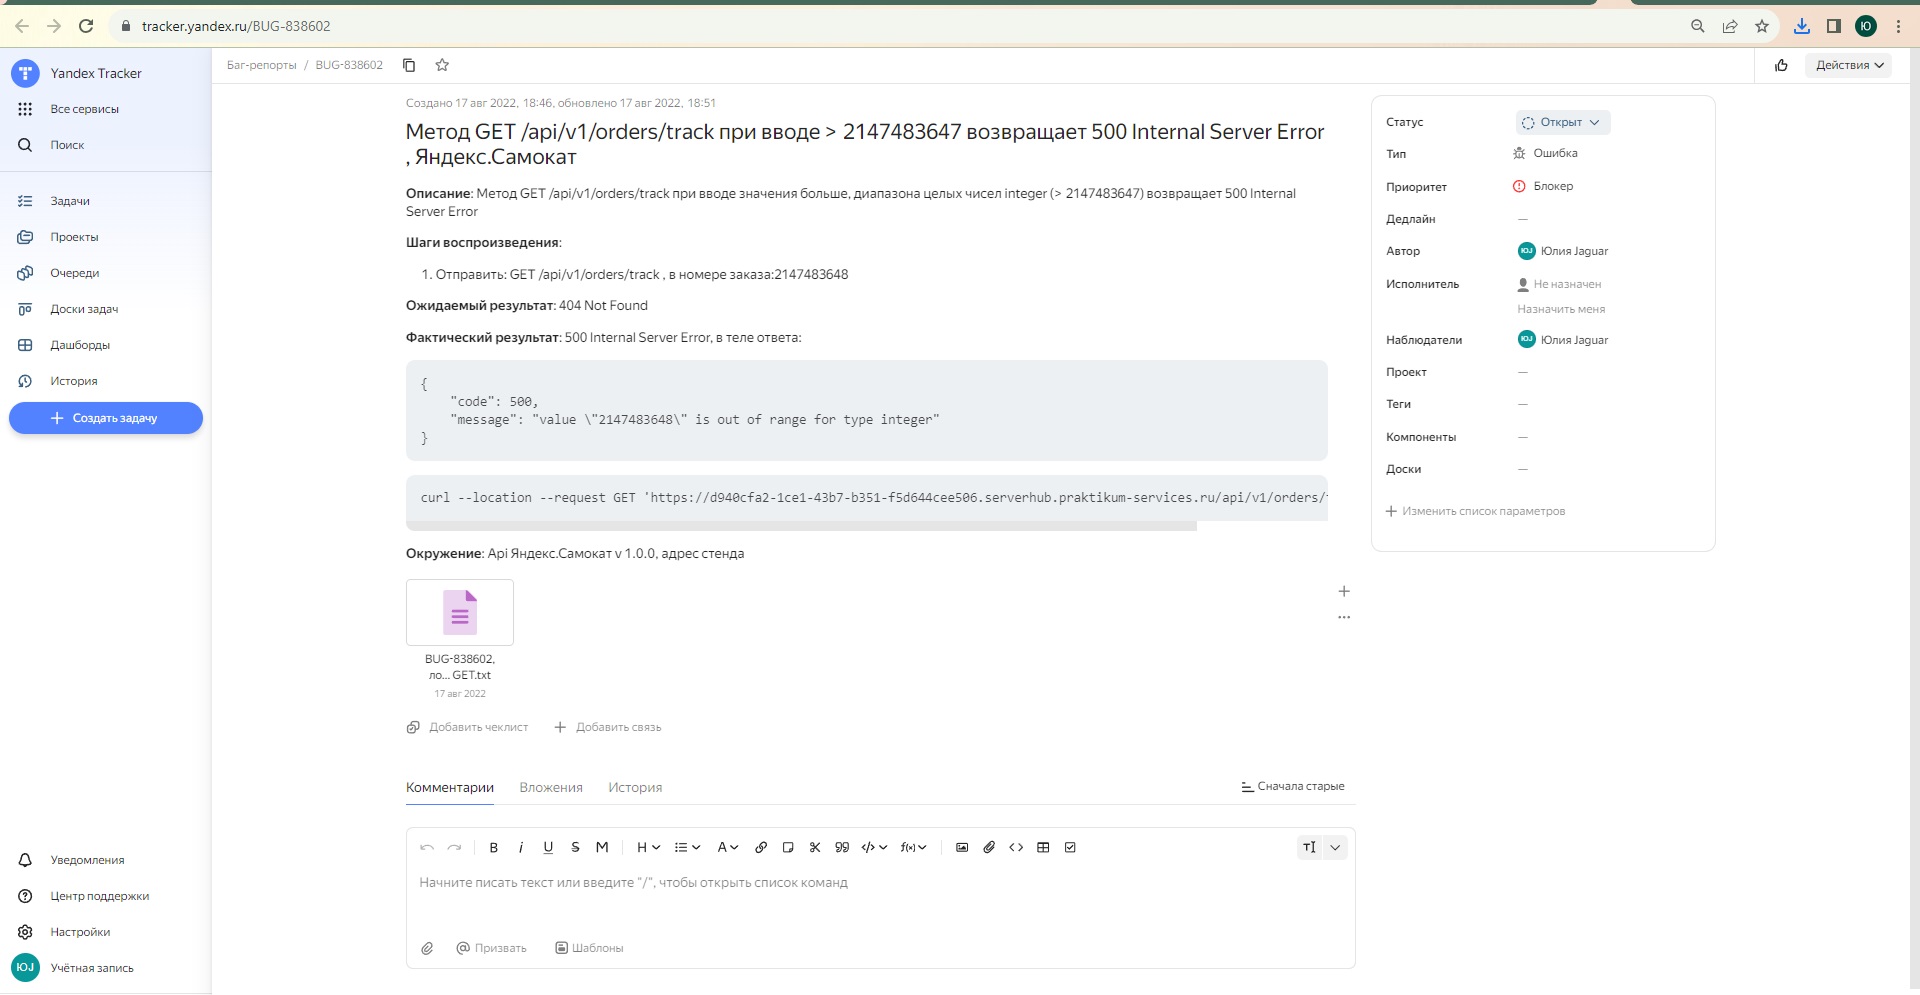 tracker.yandex.ru/BUG-838602
Ю
Yandex Tracker
Все сервисы
Поиск
Задачи
Проекты
Очереди
Доски задач
Дашборды
История
Создать задачу
Уведомления
Центр поддержки
Настройки
ЮJ Учётная запись
Баг-репорты / BUG-838602
Действия
Создано 17 авг 2022, 18:46, обновлено 17 авг 2022, 18:51
Метод GET /api/v1/orders/track при вводе > 2147483647 возвращает 500 Internal Server Error
, Яндекс.Самокат
Описание: Метод GET /api/v1/orders/track при вводе значения больше, диапазона целых чисел integer (> 2147483647) возвращает 500 Internal
Server Error
Шаги воспроизведения:
1. Отправить: GET /api/v1/orders/track , в номере заказа:2147483648
Ожидаемый результат: 404 Not Found
Фактический результат: 500 Internal Server Error, в теле ответа:
{
"code": 500,
"message": "value \"2147483648\" is out of range for type integer"
}
curl --location --request GET 'https://d940cfa2-1ce1-43b7-b351-f5d644cee506.serverhub.praktikum-services.ru/api/v1/orders/
Окружение: Api Яндекс.Самокат v 1.0.0, адрес стенда
BUG-838602,
ло... GET.txt
17 авг 2022
Добавить чеклист
Добавить связь
Комментарии Вложения История
Сначала старые
B i U S M H A f(x) TI
Начните писать текст или введите "/", чтобы открыть список команд
Призвать
Шаблоны
Статус Открыт
Тип Ошибка
Приоритет Блокер
Дедлайн —
Автор ЮJ Юлия Jaguar
Исполнитель Не назначен
Назначить меня
Наблюдатели ЮJ Юлия Jaguar
Проект —
Теги —
Компоненты —
Доски —
Изменить список параметров